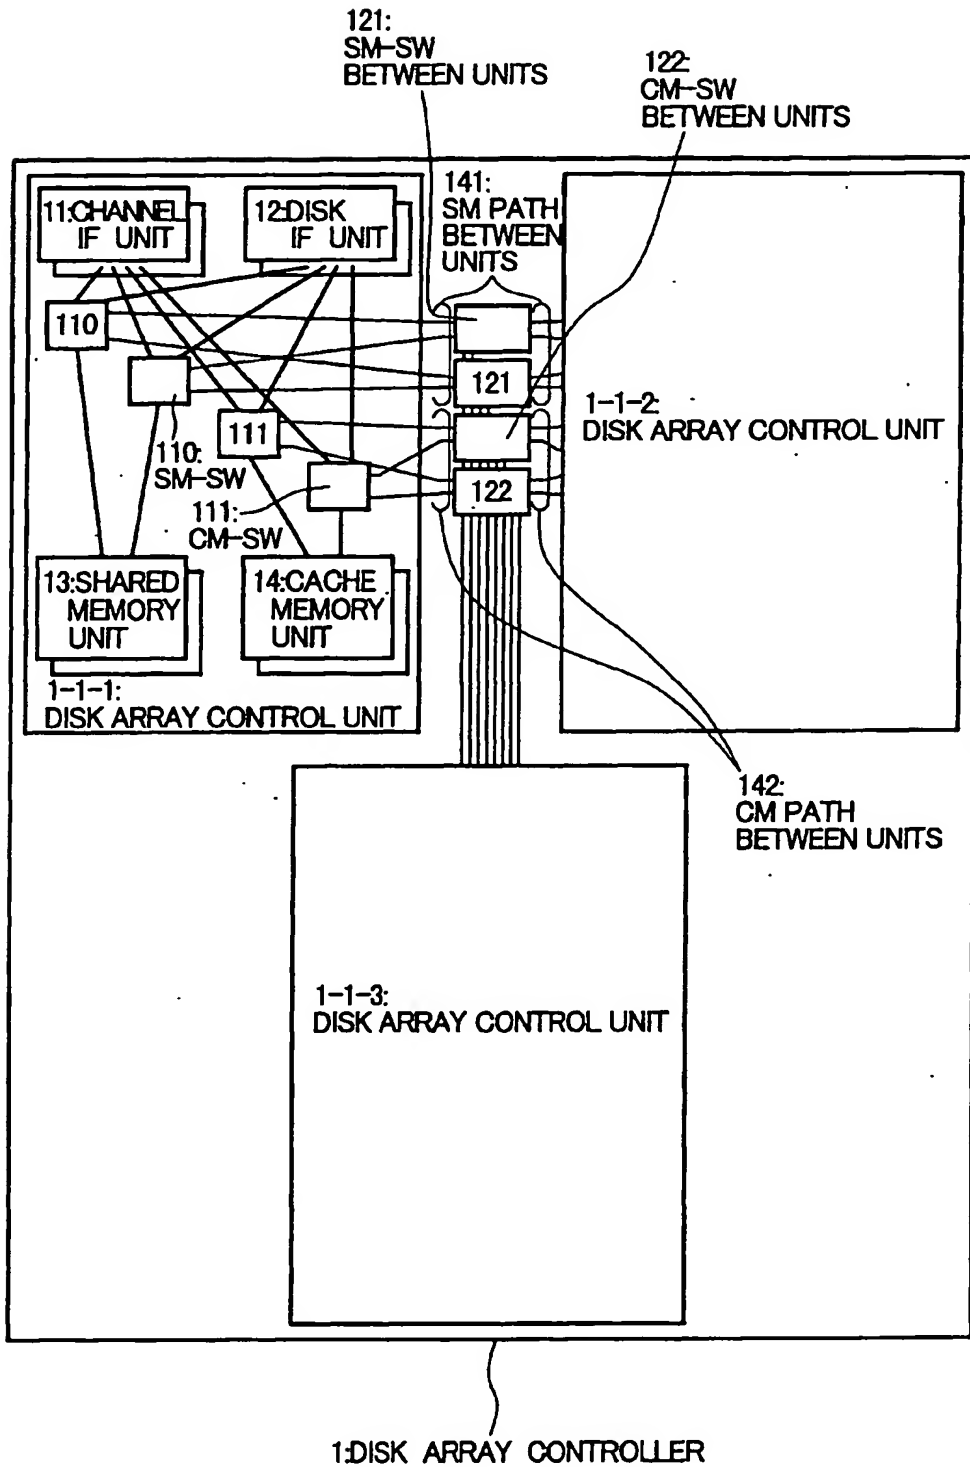 121:
SM-SW
BETWEEN UNITS
122:
CM-SW
BETWEEN UNITS
141:
SM PATH
BETWEEN
UNITS
11:CHANNEL
IF UNIT
12:DISK
IF UNIT
110
121
111
110:
SM-SW
122
111:
CM-SW
1-1-2:
DISK ARRAY CONTROL UNIT
13:SHARED
MEMORY
UNIT
14:CACHE
MEMORY
UNIT
1-1-1:
DISK ARRAY CONTROL UNIT
142:
CM PATH
BETWEEN UNITS
1-1-3:
DISK ARRAY CONTROL UNIT
1:DISK ARRAY CONTROLLER